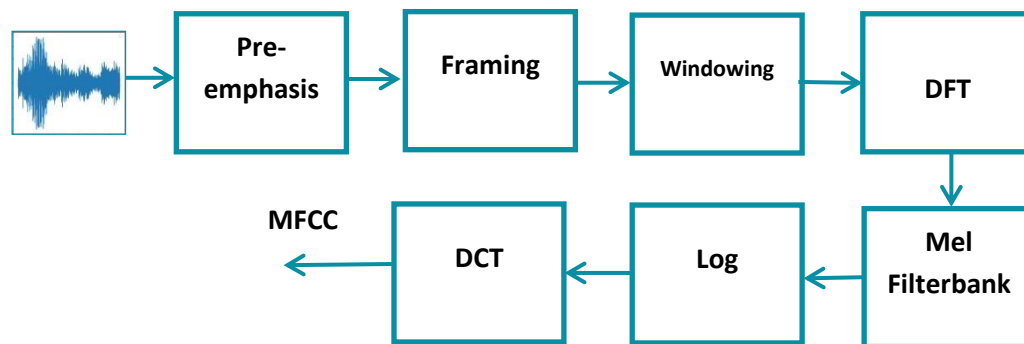 Pre-
emphasis
Framing
Windowing
DFT
Mel
Filterbank
Log
DCT
MFCC